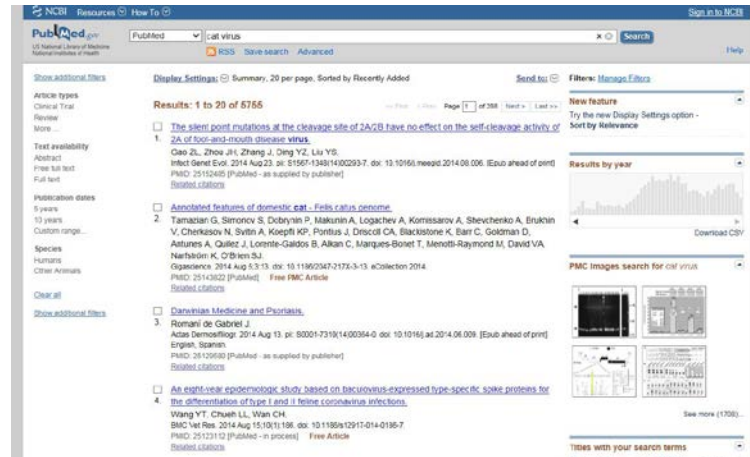 NCBI Resources How To Sign in to NCBI
PubMed.gov
US National Library of Medicine
National Institutes of Health
PubMed
cat virus
Search
RSS Save search Advanced
Help
Show additional filters
Article types
Clinical Trial
Review
More ...
Text availability
Abstract
Free full text
Full text
Publication dates
5 years
10 years
Custom range...
Species
Humans
Other Animals
Clear all
Show additional filters
Display Settings: Summary, 20 per page, Sorted by Recently Added Send to:
Results: 1 to 20 of 5755
<< First < Prev Page 1 of 288 Next > Last >>
The silent point mutations at the cleavage site of 2A/2B have no effect on the self-cleavage activity of
1. 2A of foot-and-mouth disease virus.
Gao ZL, Zhou JH, Zhang J, Ding YZ, Liu YS.
Infect Genet Evol. 2014 Aug 23. pii: S1567-1348(14)00293-7. doi: 10.1016/j.meegid.2014.08.006. [Epub ahead of print]
PMID: 25152485 [PubMed - as supplied by publisher]
Related citations
Annotated features of domestic cat - Felis catus genome.
2. Tamazian G, Simonov S, Dobrynin P, Makunin A, Logachev A, Komissarov A, Shevchenko A, Brukhin
V, Cherkasov N, Svitin A, Koepfli KP, Pontius J, Driscoll CA, Blackistone K, Barr C, Goldman D,
Antunes A, Quilez J, Lorente-Galdos B, Alkan C, Marques-Bonet T, Menotti-Raymond M, David VA,
Narfström K, O'Brien SJ.
Gigascience. 2014 Aug 5;3:13. doi: 10.1186/2047-217X-3-13. eCollection 2014.
PMID: 25143822 [PubMed] Free PMC Article
Related citations
Darwinian Medicine and Psoriasis.
3. Romaní de Gabriel J.
Actas Dermosifiliogr. 2014 Aug 13. pii: S0001-7310(14)00364-0. doi: 10.1016/j.ad.2014.06.009. [Epub ahead of print]
English, Spanish.
PMID: 25129580 [PubMed - as supplied by publisher]
Related citations
An eight-year epidemiologic study based on baculovirus-expressed type-specific spike proteins for
4. the differentiation of type I and II feline coronavirus infections.
Wang YT, Chueh LL, Wan CH.
BMC Vet Res. 2014 Aug 15;10(1):186. doi: 10.1186/s12917-014-0186-7.
PMID: 25123112 [PubMed - in process] Free Article
Related citations
Filters: Manage Filters
New feature
Try the new Display Settings option -
Sort by Relevance
Results by year
Download CSV
PMC Images search for cat virus
See more (1708)...
Titles with your search terms